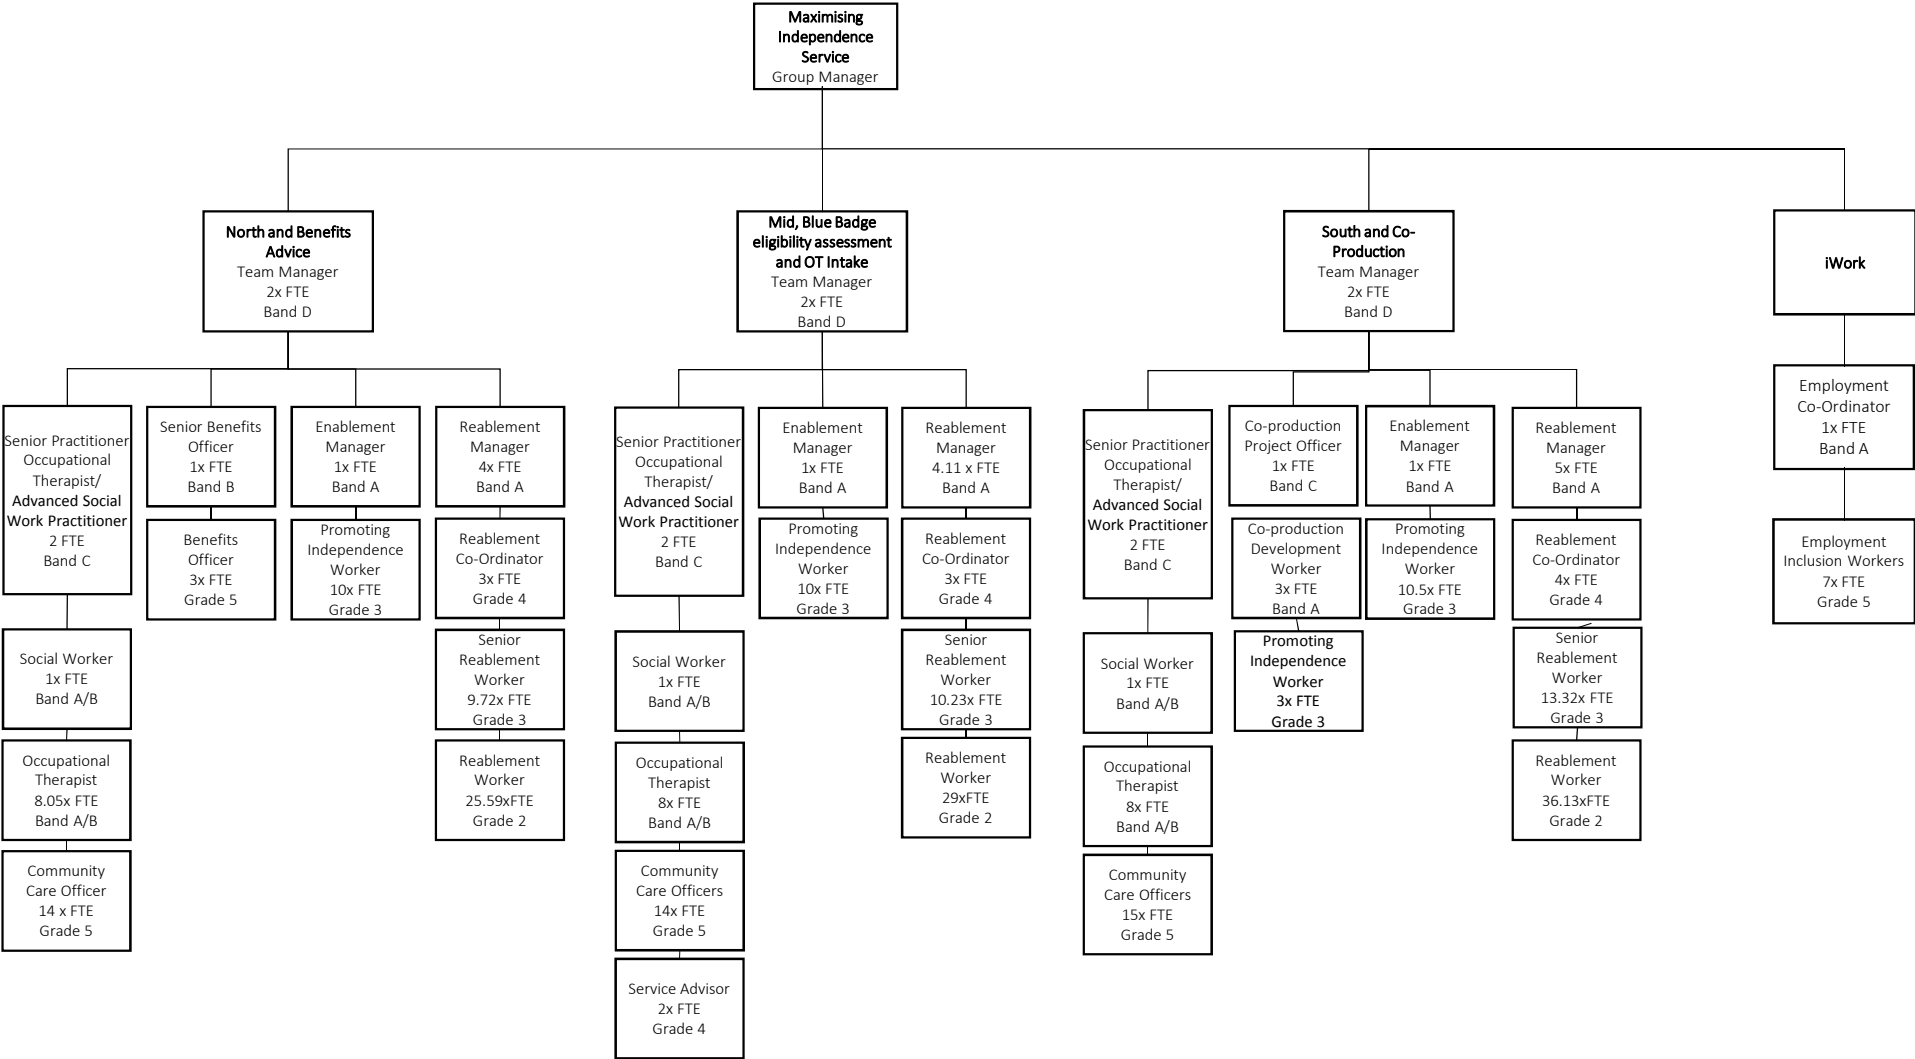 Maximising
Independence
Service
Group Manager
North and Benefits
Advice
Team Manager
2x FTE
Band D
Mid, Blue Badge
eligibility assessment
and OT Intake
Team Manager
2x FTE
Band D
South and Co-
Production
Team Manager
2x FTE
Band D
iWork
Senior Practitioner
Occupational
Therapist/
Advanced Social
Work Practitioner
2 FTE
Band C
Social Worker
1x FTE
Band A/B
Occupational
Therapist
8.05x FTE
Band A/B
Community
Care Officer
14 x FTE
Grade 5
Senior Benefits
Officer
1x FTE
Band B
Benefits
Officer
3x FTE
Grade 5
Enablement
Manager
1x FTE
Band A
Promoting
Independence
Worker
10x FTE
Grade 3
Reablement
Manager
4x FTE
Band A
Reablement
Co-Ordinator
3x FTE
Grade 4
Senior
Reablement
Worker
9.72x FTE
Grade 3
Reablement
Worker
25.59xFTE
Grade 2
Senior Practitioner
Occupational
Therapist/
Advanced Social
Work Practitioner
2 FTE
Band C
Social Worker
1x FTE
Band A/B
Occupational
Therapist
8x FTE
Band A/B
Community
Care Officers
14x FTE
Grade 5
Service Advisor
2x FTE
Grade 4
Enablement
Manager
1x FTE
Band A
Promoting
Independence
Worker
10x FTE
Grade 3
Reablement
Manager
4.11 x FTE
Band A
Reablement
Co-Ordinator
3x FTE
Grade 4
Senior
Reablement
Worker
10.23x FTE
Grade 3
Reablement
Worker
29xFTE
Grade 2
Senior Practitioner
Occupational
Therapist/
Advanced Social
Work Practitioner
2 FTE
Band C
Social Worker
1x FTE
Band A/B
Occupational
Therapist
8x FTE
Band A/B
Community
Care Officers
15x FTE
Grade 5
Co-production
Project Officer
1x FTE
Band C
Co-production
Development
Worker
3x FTE
Band A
Promoting
Independence
Worker
3x FTE
Grade 3
Enablement
Manager
1x FTE
Band A
Promoting
Independence
Worker
10.5x FTE
Grade 3
Reablement
Manager
5x FTE
Band A
Reablement
Co-Ordinator
4x FTE
Grade 4
Senior
Reablement
Worker
13.32x FTE
Grade 3
Reablement
Worker
36.13xFTE
Grade 2
Employment
Co-Ordinator
1x FTE
Band A
Employment
Inclusion Workers
7x FTE
Grade 5